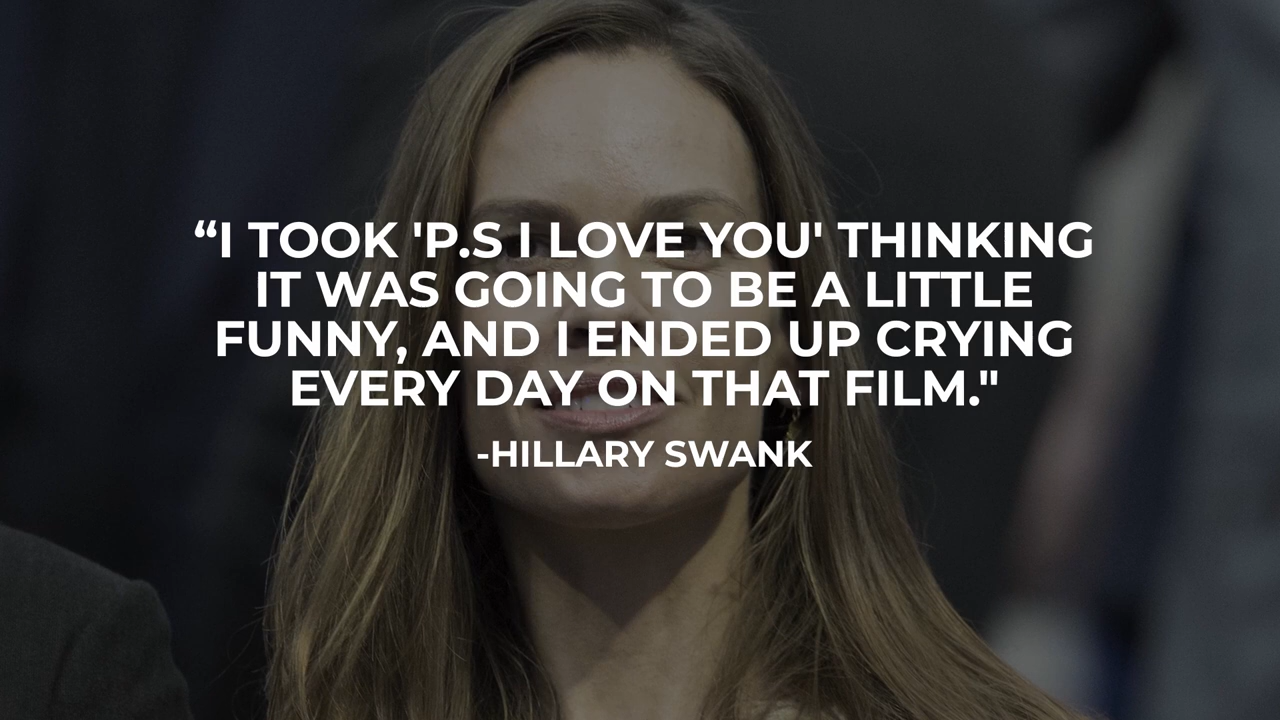 “I TOOK 'P.S I LOVE YOU' THINKING
IT WAS GOING TO BE A LITTLE
FUNNY, AND I ENDED UP CRYING
EVERY DAY ON THAT FILM."
-HILLARY SWANK